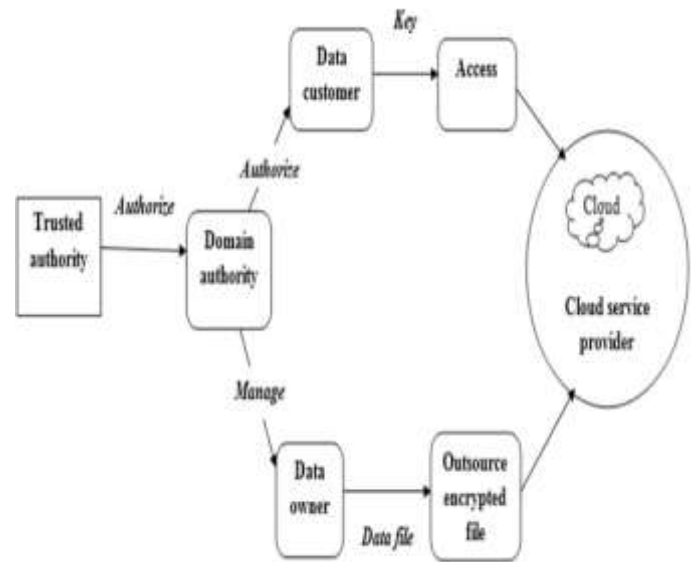 Key
Data
customer
Access
Authorize
Authorize
Trusted
authority
Domain
authority
Cloud
Cloud service
provider
Manage
Data
owner
Data file
Outsource
encrypted
file